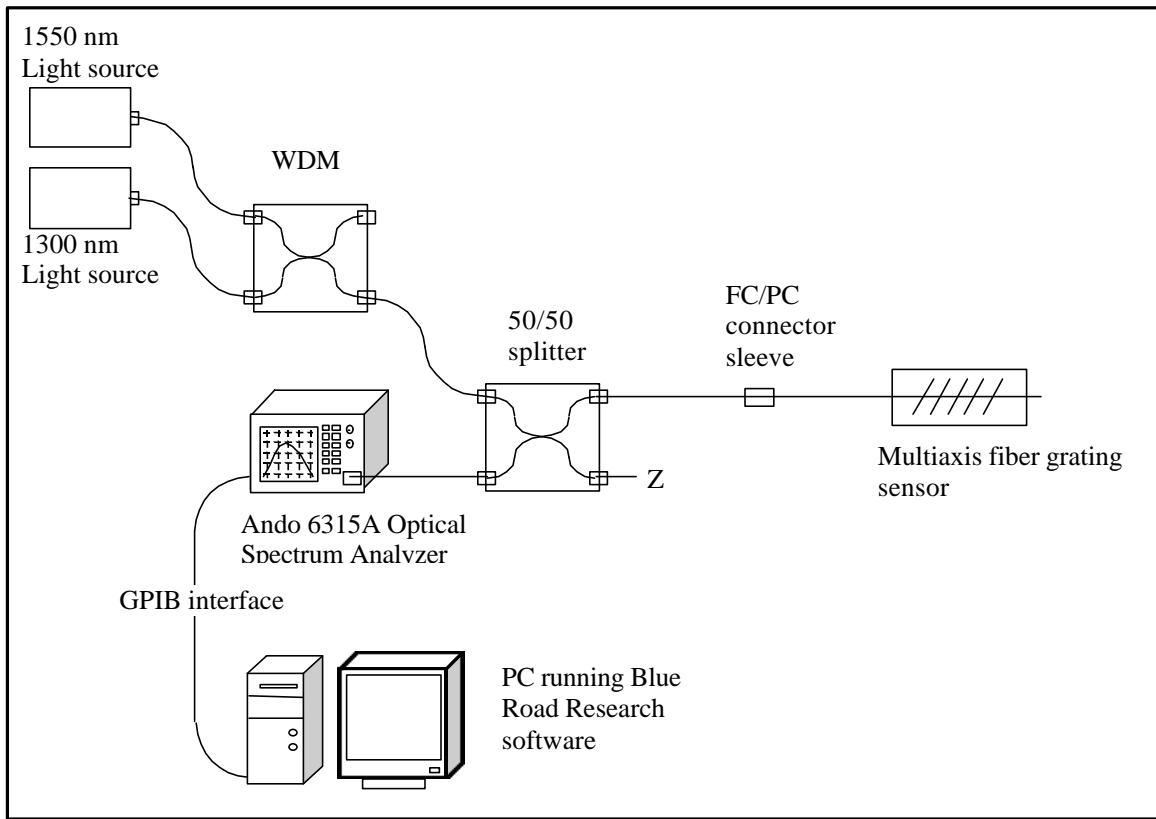 1550 nm
Light source
WDM
1300 nm
Light source
FC/PC
connector
sleeve
50/50
splitter
Z
Multiaxis fiber grating
sensor
Ando 6315A Optical
Spectrum Analyzer
GPIB interface
PC running Blue
Road Research
software